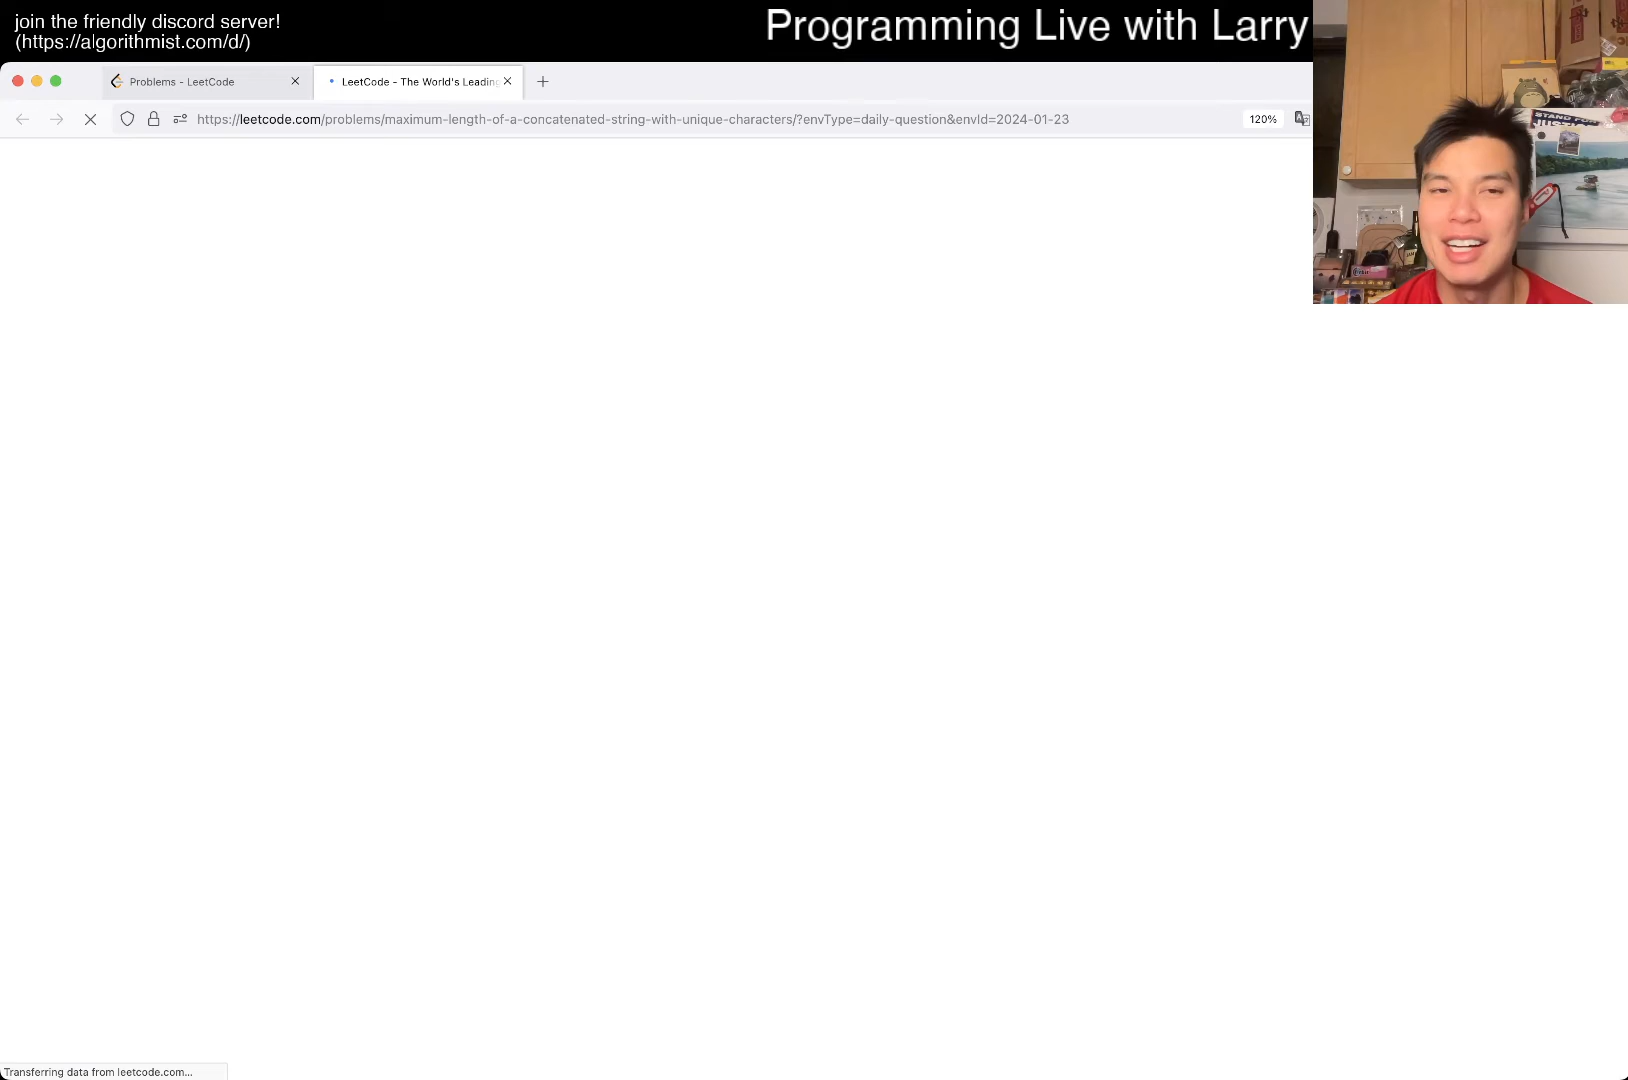 join the friendly discord server!
(https://algorithmist.com/d/)
Programming Live with Larry
Problems - LeetCode
LeetCode - The World's Leading
https://leetcode.com/problems/maximum-length-of-a-concatenated-string-with-unique-characters/?envType=daily-question&envId=2024-01-23
120%
STAND
Transferring data from leetcode.com...